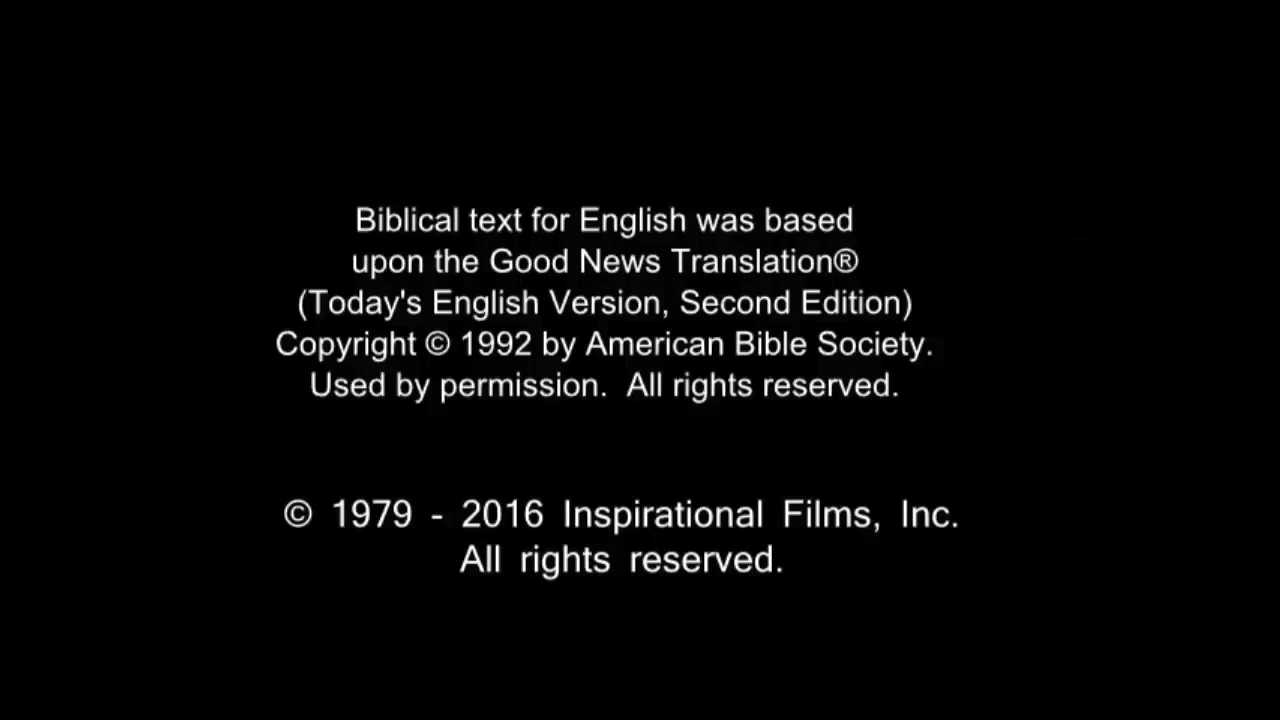 Biblical text for English was based
upon the Good News Translation®
(Today's English Version, Second Edition)
Copyright © 1992 by American Bible Society.
Used by permission.  All rights reserved.
© 1979 - 2016 Inspirational Films, Inc.
All rights reserved.